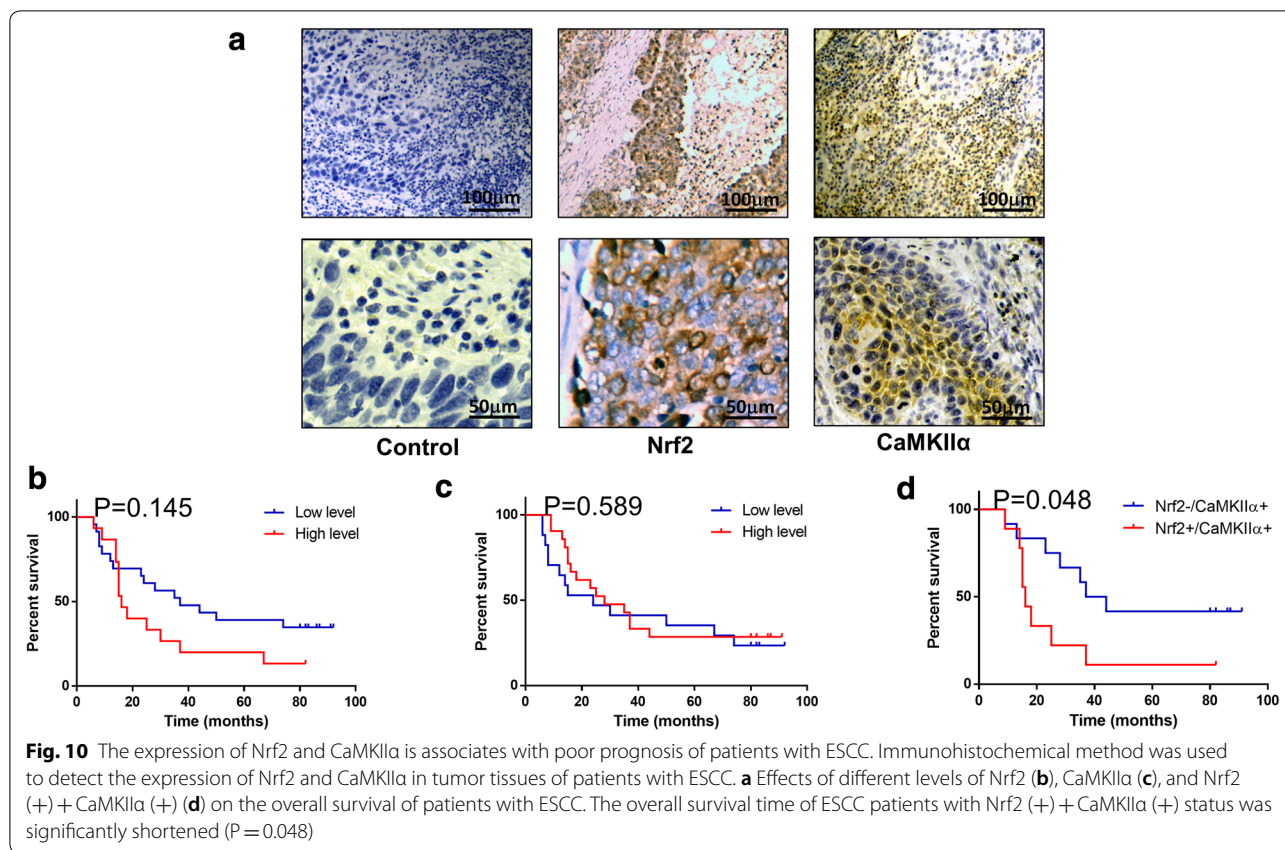 a
100µm
100µm
100µm
50µm
50µm
50µm
Control
Nrf2
CaMKIIα
b
P=0.145
Low level
High level
Percent survival
100
50
0
0 20 40 60 80 100
Time (months)
c
P=0.589
Low level
High level
Percent survival
100
50
0
0 20 40 60 80 100
Time (months)
d
P=0.048
Nrf2-/CaMKIIα+
Nrf2+/CaMKIIα+
Percent survival
100
50
0
0 20 40 60 80 100
Time (months)
Fig. 10 The expression of Nrf2 and CaMKIIα is associates with poor prognosis of patients with ESCC. Immunohistochemical method was used
to detect the expression of Nrf2 and CaMKIIα in tumor tissues of patients with ESCC. a Effects of different levels of Nrf2 (b), CaMKIIα (c), and Nrf2
(+) + CaMKIIα (+) (d) on the overall survival of patients with ESCC. The overall survival time of ESCC patients with Nrf2 (+) + CaMKIIα (+) status was
significantly shortened (P = 0.048)